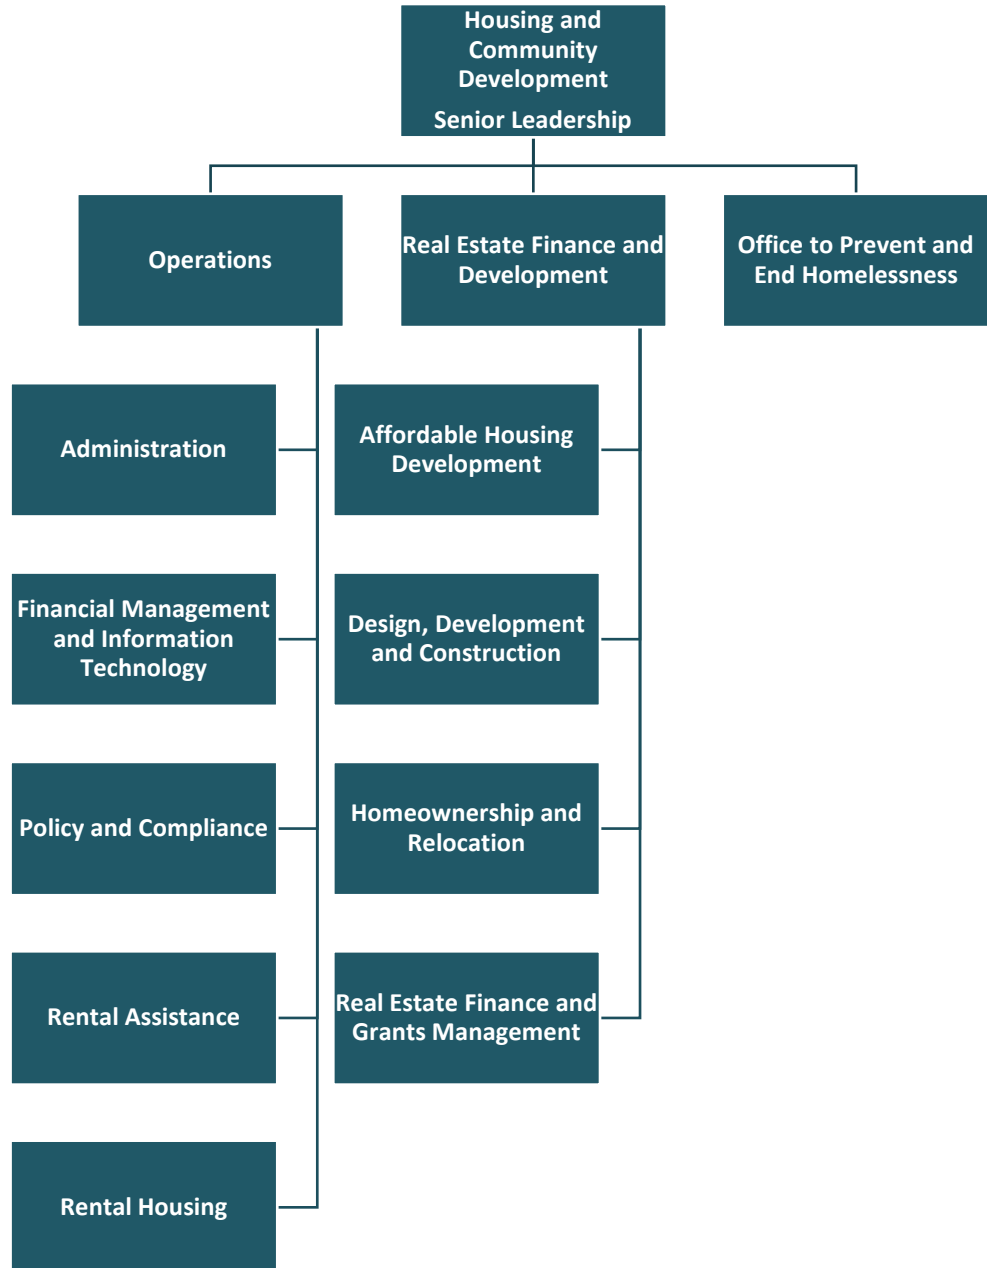 Housing and
Community
Development
Senior Leadership
Operations
Real Estate Finance and
Development
Office to Prevent and
End Homelessness
Administration
Affordable Housing
Development
Financial Management
and Information
Technology
Design, Development
and Construction
Policy and Compliance
Homeownership and
Relocation
Rental Assistance
Real Estate Finance and
Grants Management
Rental Housing